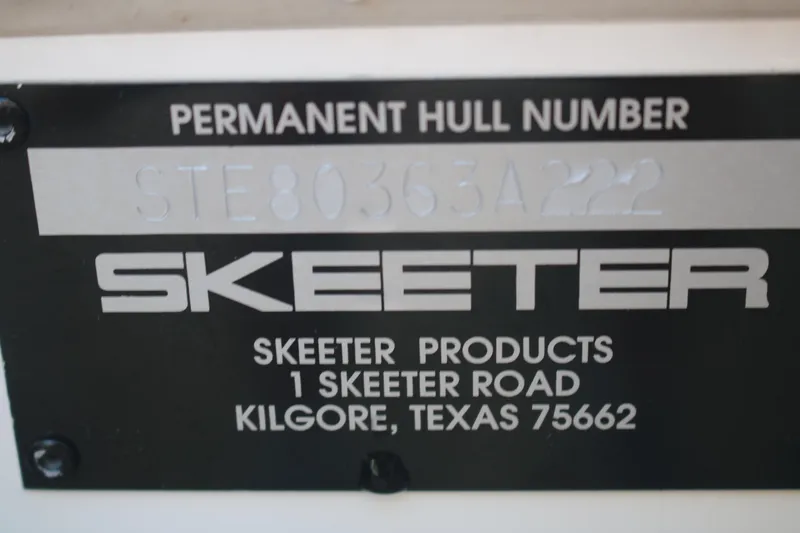 PERMANENT HULL NUMBER
STE80363A222
SKEETER
SKEETER PRODUCTS
1 SKEETER ROAD
KILGORE, TEXAS 75662